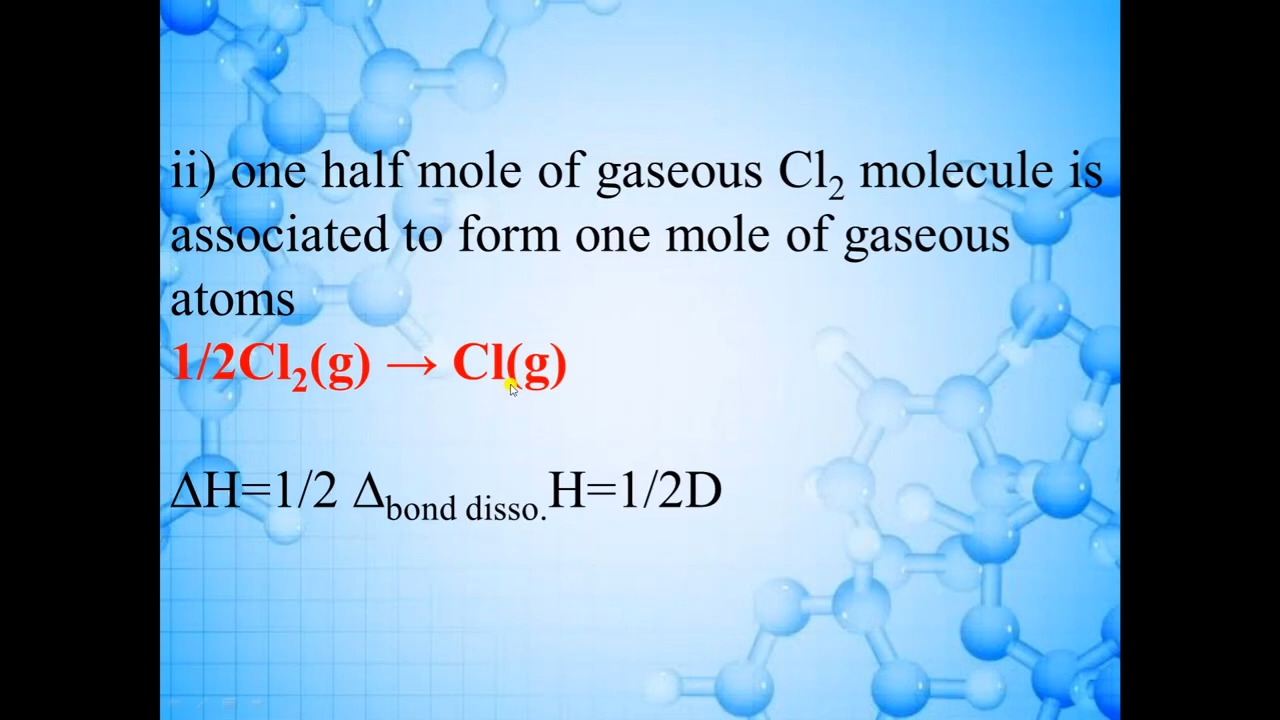 ii) one half mole of gaseous Cl₂ molecule is
associated to form one mole of gaseous
atoms
1/2Cl₂(g) → Cl(g)
ΔH=1/2 Δbond disso.H=1/2D